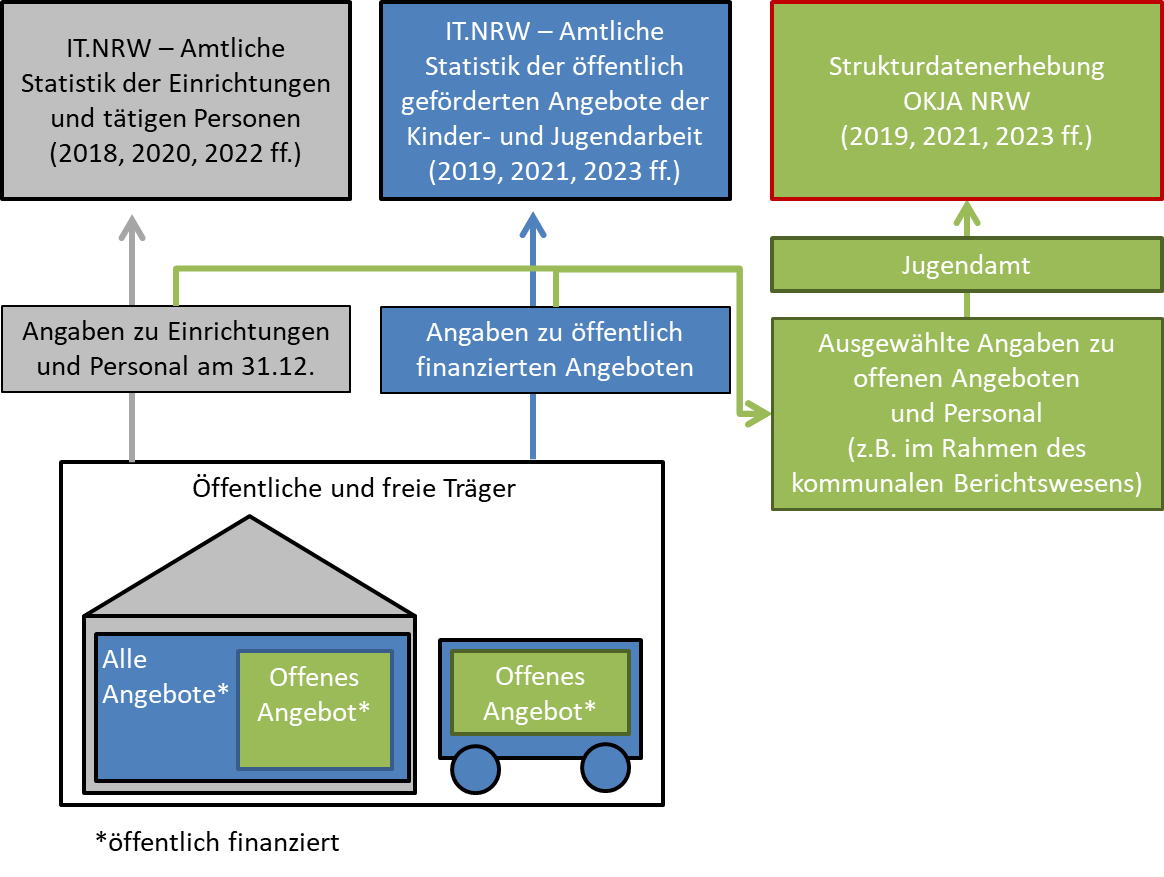 IT.NRW – Amtliche
Statistik der Einrichtungen
und tätigen Personen
(2018, 2020, 2022 ff.)
IT.NRW – Amtliche
Statistik der öffentlich
geförderten Angebote der
Kinder- und Jugendarbeit
(2019, 2021, 2023 ff.)
Strukturdatenerhebung
OKJA NRW
(2019, 2021, 2023 ff.)
Jugendamt
Angaben zu Einrichtungen
und Personal am 31.12.
Angaben zu öffentlich
finanzierten Angeboten
Ausgewählte Angaben zu
offenen Angeboten
und Personal
(z.B. im Rahmen des
kommunalen Berichtswesens)
Öffentliche und freie Träger
Alle
Angebote*
Offenes
Angebot*
Offenes
Angebot*
*öffentlich finanziert